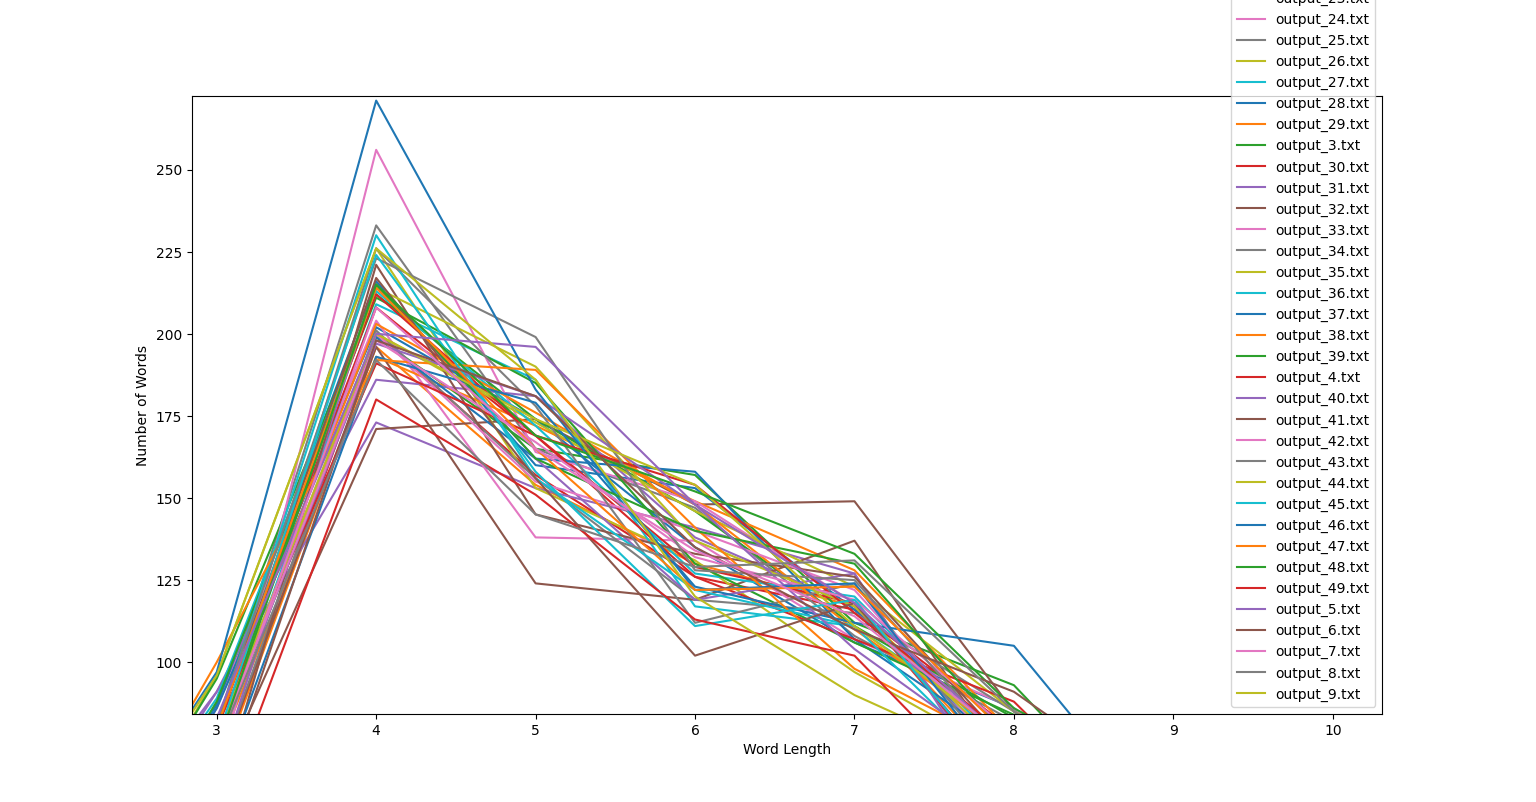 output_23.txt
output_24.txt
output_25.txt
output_26.txt
output_27.txt
output_28.txt
output_29.txt
output_3.txt
output_30.txt
output_31.txt
output_32.txt
output_33.txt
output_34.txt
output_35.txt
output_36.txt
output_37.txt
output_38.txt
output_39.txt
output_4.txt
output_40.txt
output_41.txt
output_42.txt
output_43.txt
output_44.txt
output_45.txt
output_46.txt
output_47.txt
output_48.txt
output_49.txt
output_5.txt
output_6.txt
output_7.txt
output_8.txt
output_9.txt
250
225
200
175
150
125
100
Number of Words
3 4 5 6 7 8 9 10
Word Length